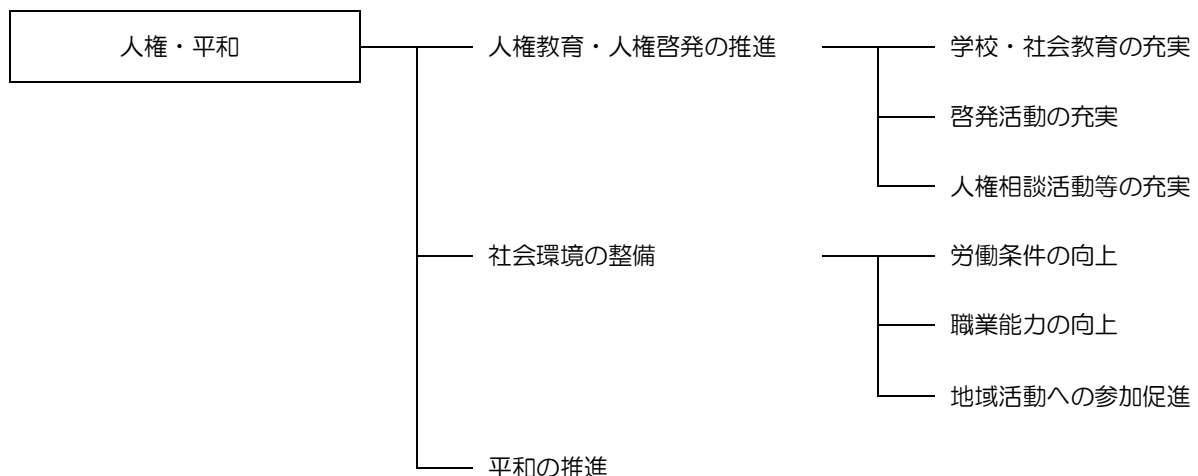 人権・平和
人権教育・人権啓発の推進
学校・社会教育の充実
啓発活動の充実
人権相談活動等の充実
社会環境の整備
労働条件の向上
職業能力の向上
地域活動への参加促進
平和の推進